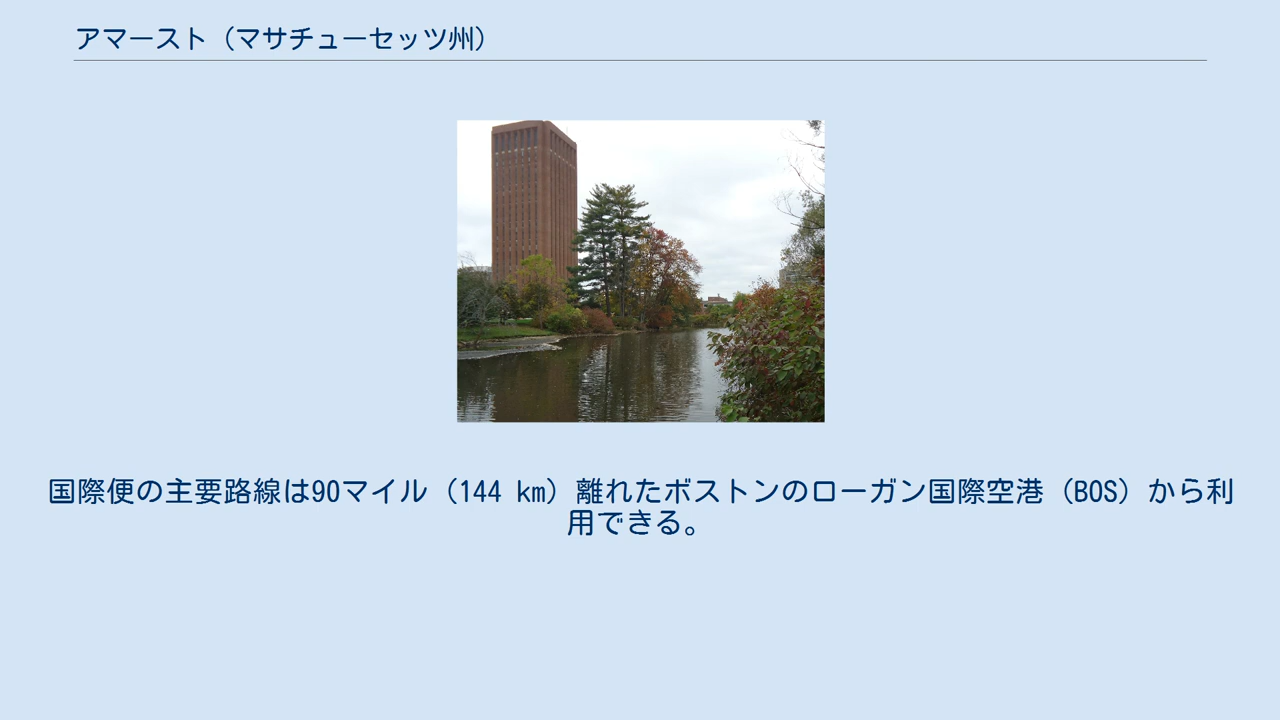 アマースト（マサチューセッツ州）
国際便の主要路線は90マイル（144 km）離れたボストンのローガン国際空港（BOS）から利
用できる。